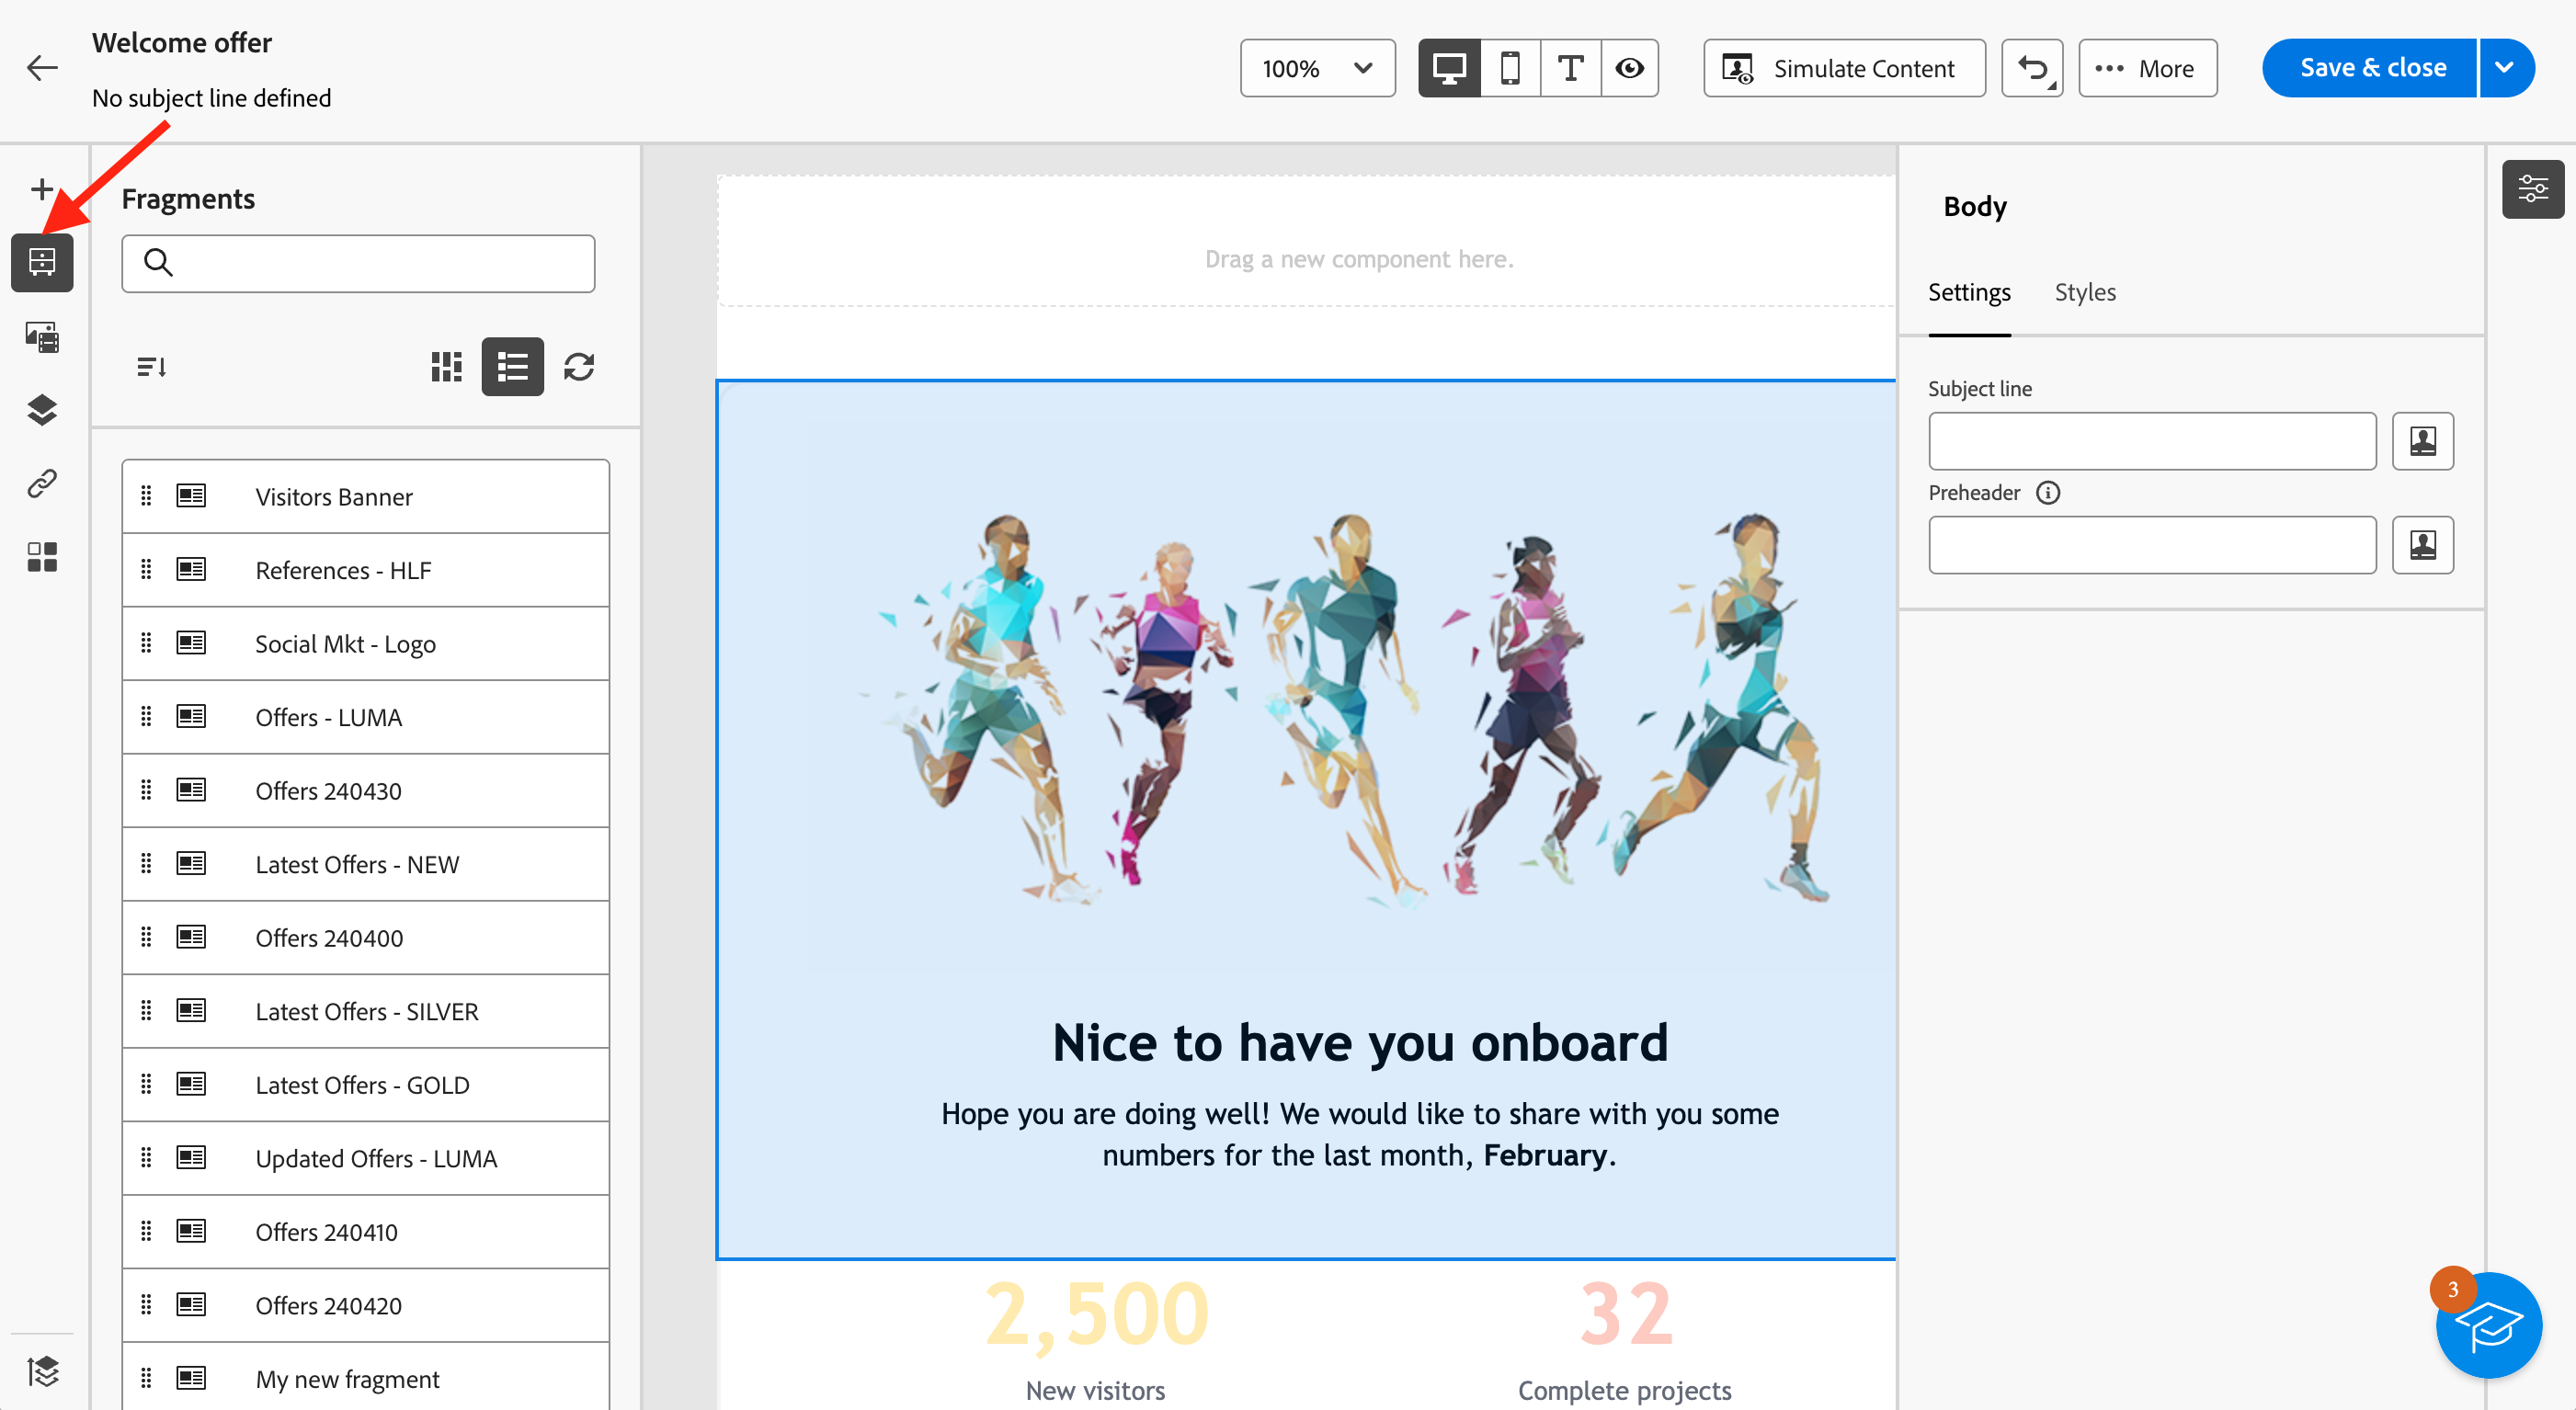 Welcome offer
No subject line defined
100%
Simulate Content
More
Save & close
Fragments
Visitors Banner
References - HLF
Social Mkt - Logo
Offers - LUMA
Offers 240430
Latest Offers - NEW
Offers 240400
Latest Offers - SILVER
Latest Offers - GOLD
Updated Offers - LUMA
Offers 240410
Offers 240420
My new fragment
Drag a new component here.
Nice to have you onboard
Hope you are doing well! We would like to share with you some
numbers for the last month, February.
2,500
32
New visitors
Complete projects
Body
Settings
Styles
Subject line
Preheader
3